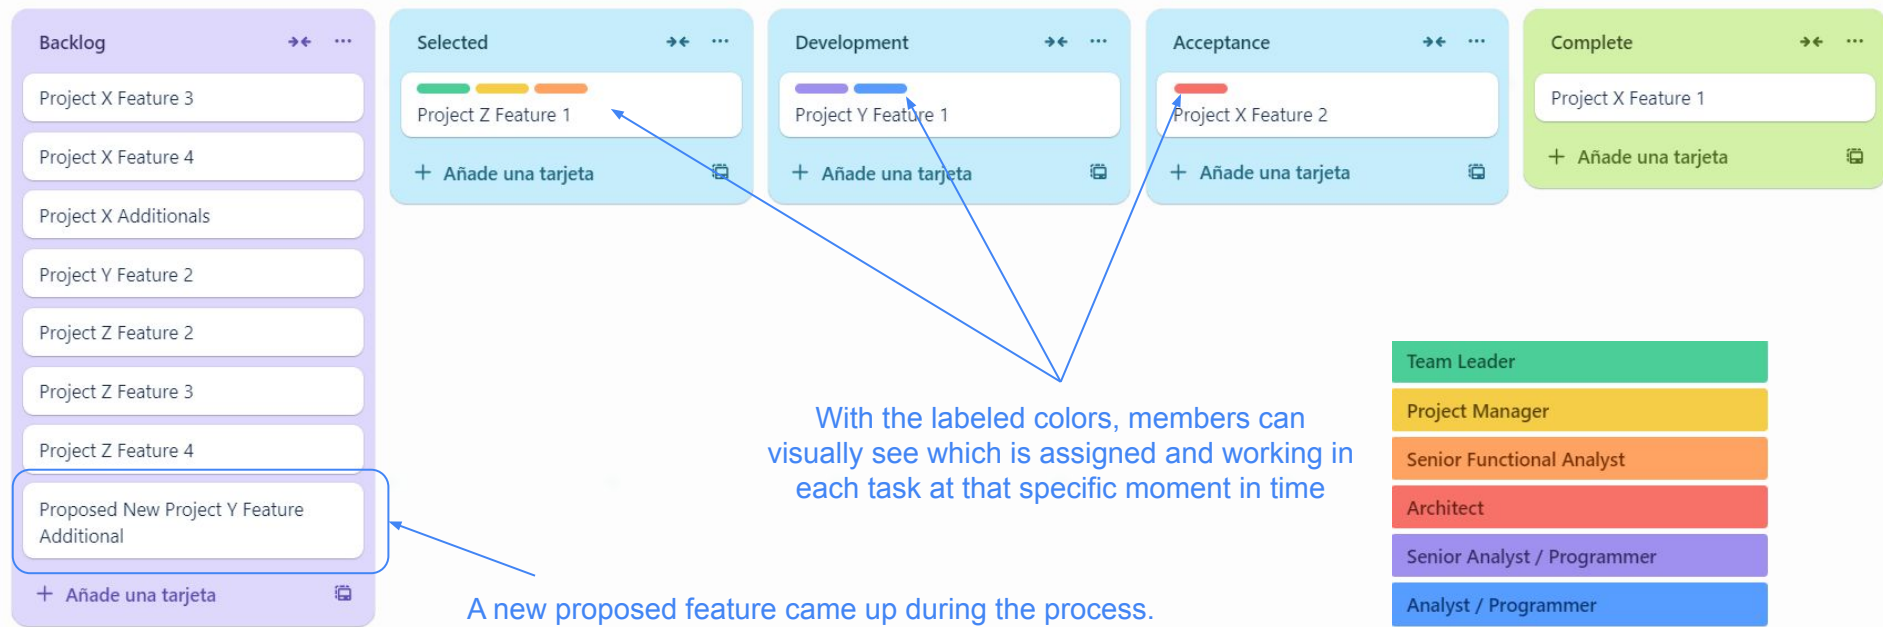 Backlog
Project X Feature 3
Project X Feature 4
Project X Additionals
Project Y Feature 2
Project Z Feature 2
Project Z Feature 3
Project Z Feature 4
Proposed New Project Y Feature
Additional
+ Añade una tarjeta
Selected
Project Z Feature 1
+ Añade una tarjeta
Development
Project Y Feature 1
+ Añade una tarjeta
Acceptance
Project X Feature 2
+ Añade una tarjeta
Complete
Project X Feature 1
+ Añade una tarjeta
With the labeled colors, members can
visually see which is assigned and working in
each task at that specific moment in time
A new proposed feature came up during the process.
Team Leader
Project Manager
Senior Functional Analyst
Architect
Senior Analyst / Programmer
Analyst / Programmer